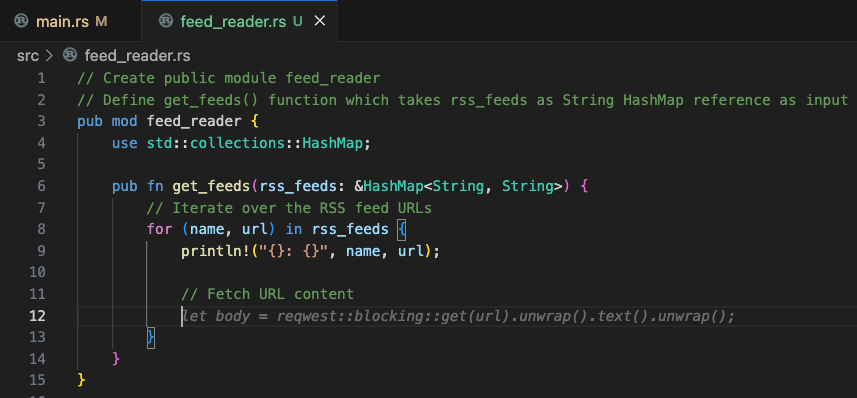 main.rs M feed_reader.rs U
src > feed_reader.rs
1 // Create public module feed_reader
2 // Define get_feeds() function which takes rss_feeds as String HashMap reference as input
3 pub mod feed_reader {
4 use std::collections::HashMap;
5
6 pub fn get_feeds(rss_feeds: &HashMap<String, String>) {
7 // Iterate over the RSS feed URLs
8 for (name, url) in rss_feeds {
9 println!("{}: {}", name, url);
10
11 // Fetch URL content
12 let body = reqwest::blocking::get(url).unwrap().text().unwrap();
13 }
14 }
15 }